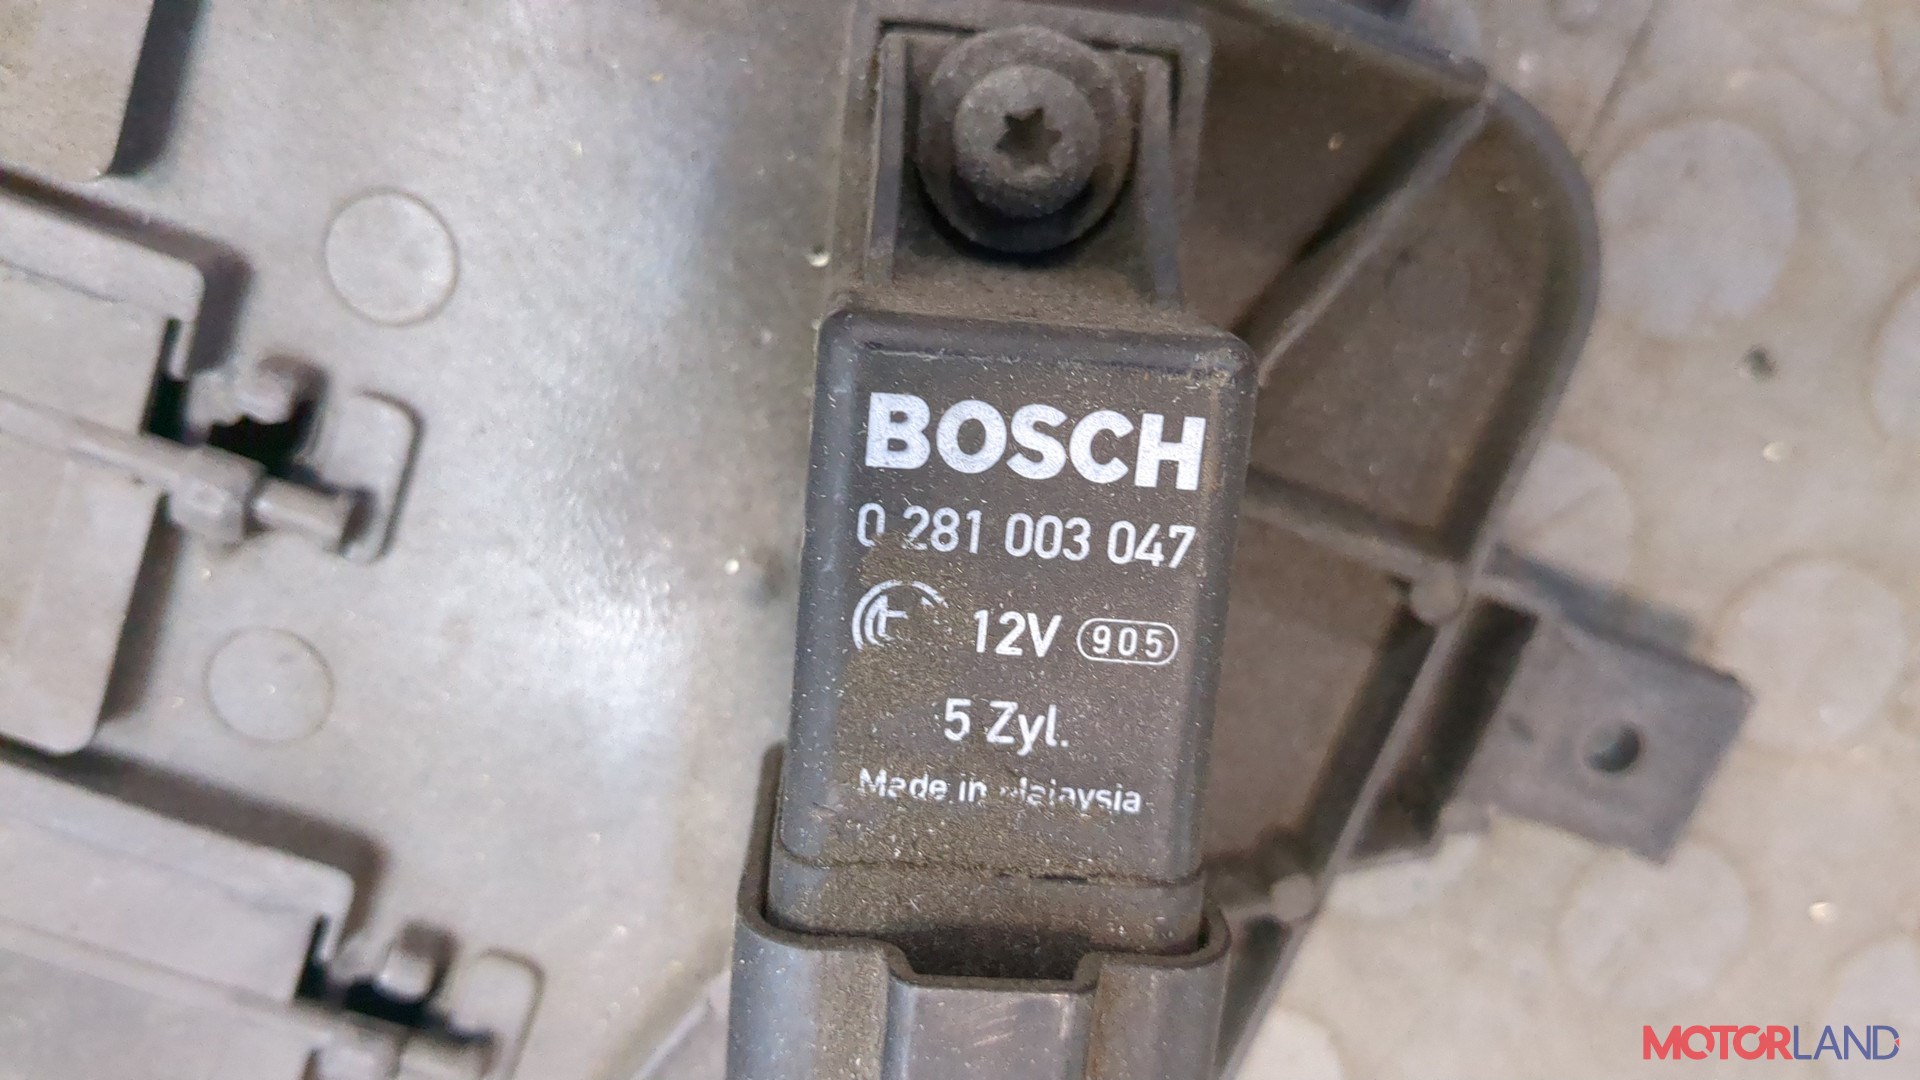 BOSCH
0 281 003 047
12V 905
5 Zyl.
Made in Malaysia
MOTORLAND